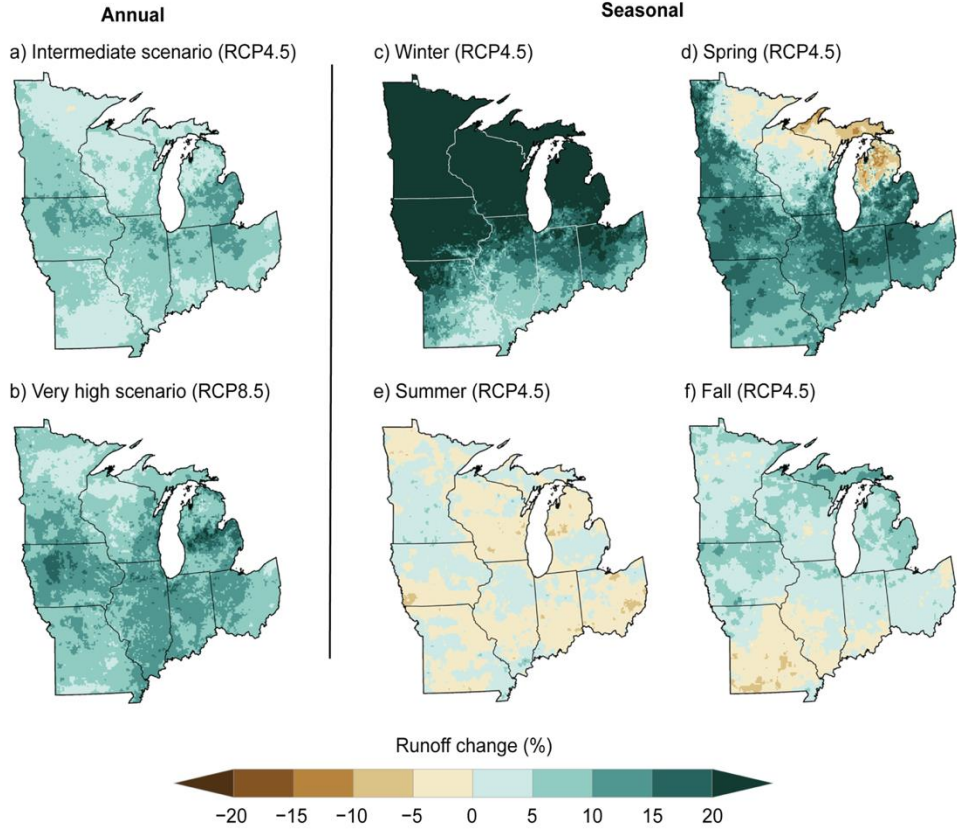 Annual
Seasonal
a) Intermediate scenario (RCP4.5)
c) Winter (RCP4.5)
d) Spring (RCP4.5)
b) Very high scenario (RCP8.5)
e) Summer (RCP4.5)
f) Fall (RCP4.5)
Runoff change (%)
−20 −15 −10 −5 0 5 10 15 20